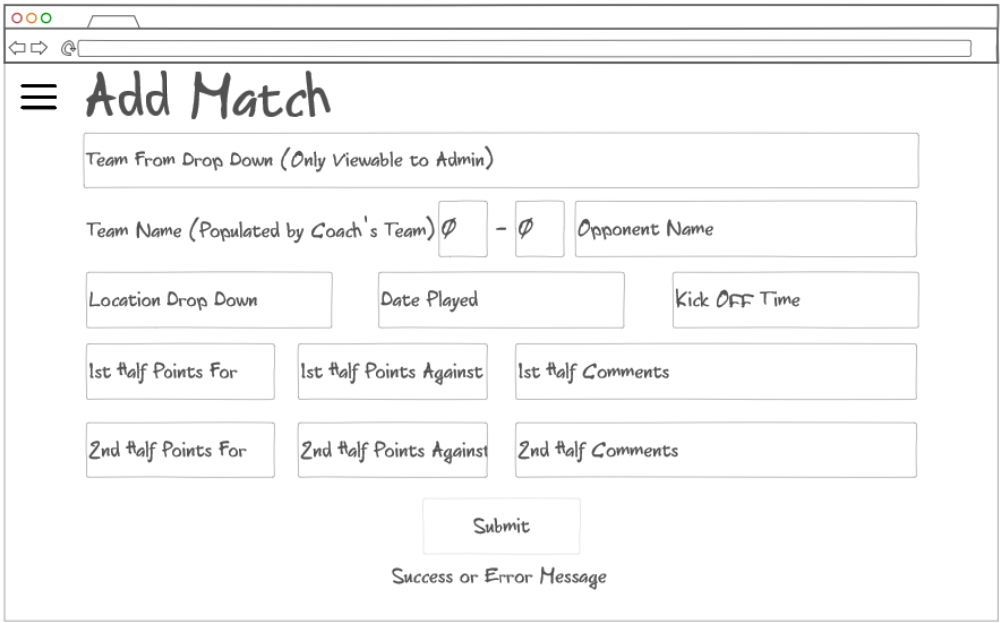 Add Match
Team From Drop Down (Only Viewable to Admin)
Team Name (Populated by Coach's Team) 0 - 0 Opponent Name
Location Drop Down Date Played Kick Off Time
1st Half Points For 1st Half Points Against 1st Half Comments
2nd Half Points For 2nd Half Points Against 2nd Half Comments
Submit
Success or Error Message